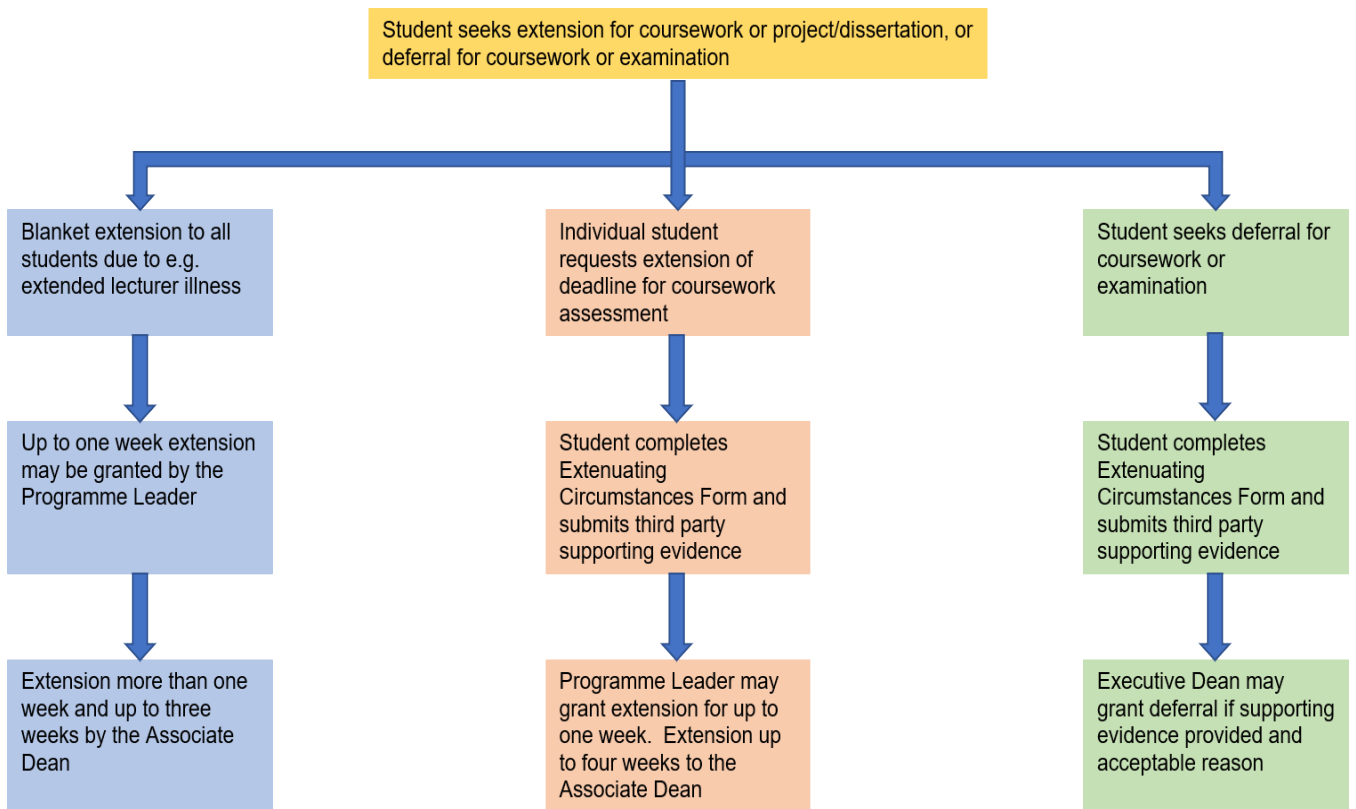 Student seeks extension for coursework or project/dissertation, or
deferral for coursework or examination
Blanket extension to all
students due to e.g.
extended lecturer illness
Individual student
requests extension of
deadline for coursework
assessment
Student seeks deferral for
coursework or
examination
Up to one week extension
may be granted by the
Programme Leader
Student completes
Extenuating
Circumstances Form and
submits third party
supporting evidence
Student completes
Extenuating
Circumstances Form and
submits third party
supporting evidence
Extension more than one
week and up to three
weeks by the Associate
Dean
Programme Leader may
grant extension for up to
one week.  Extension up
to four weeks to the
Associate Dean
Executive Dean may
grant deferral if supporting
evidence provided and
acceptable reason